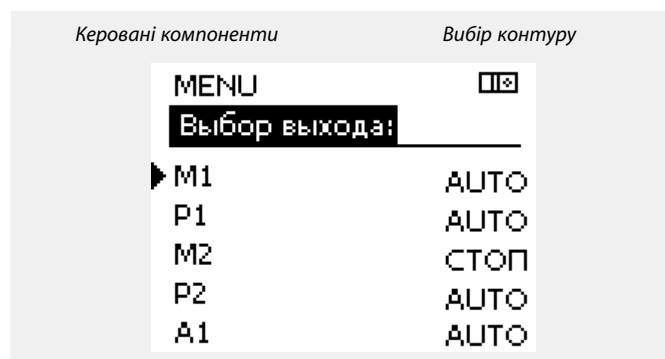 Керовані компоненти Вибір контуру
MENU
Выбор выхода:
M1 AUTO
P1 AUTO
M2 СТОП
P2 AUTO
A1 AUTO